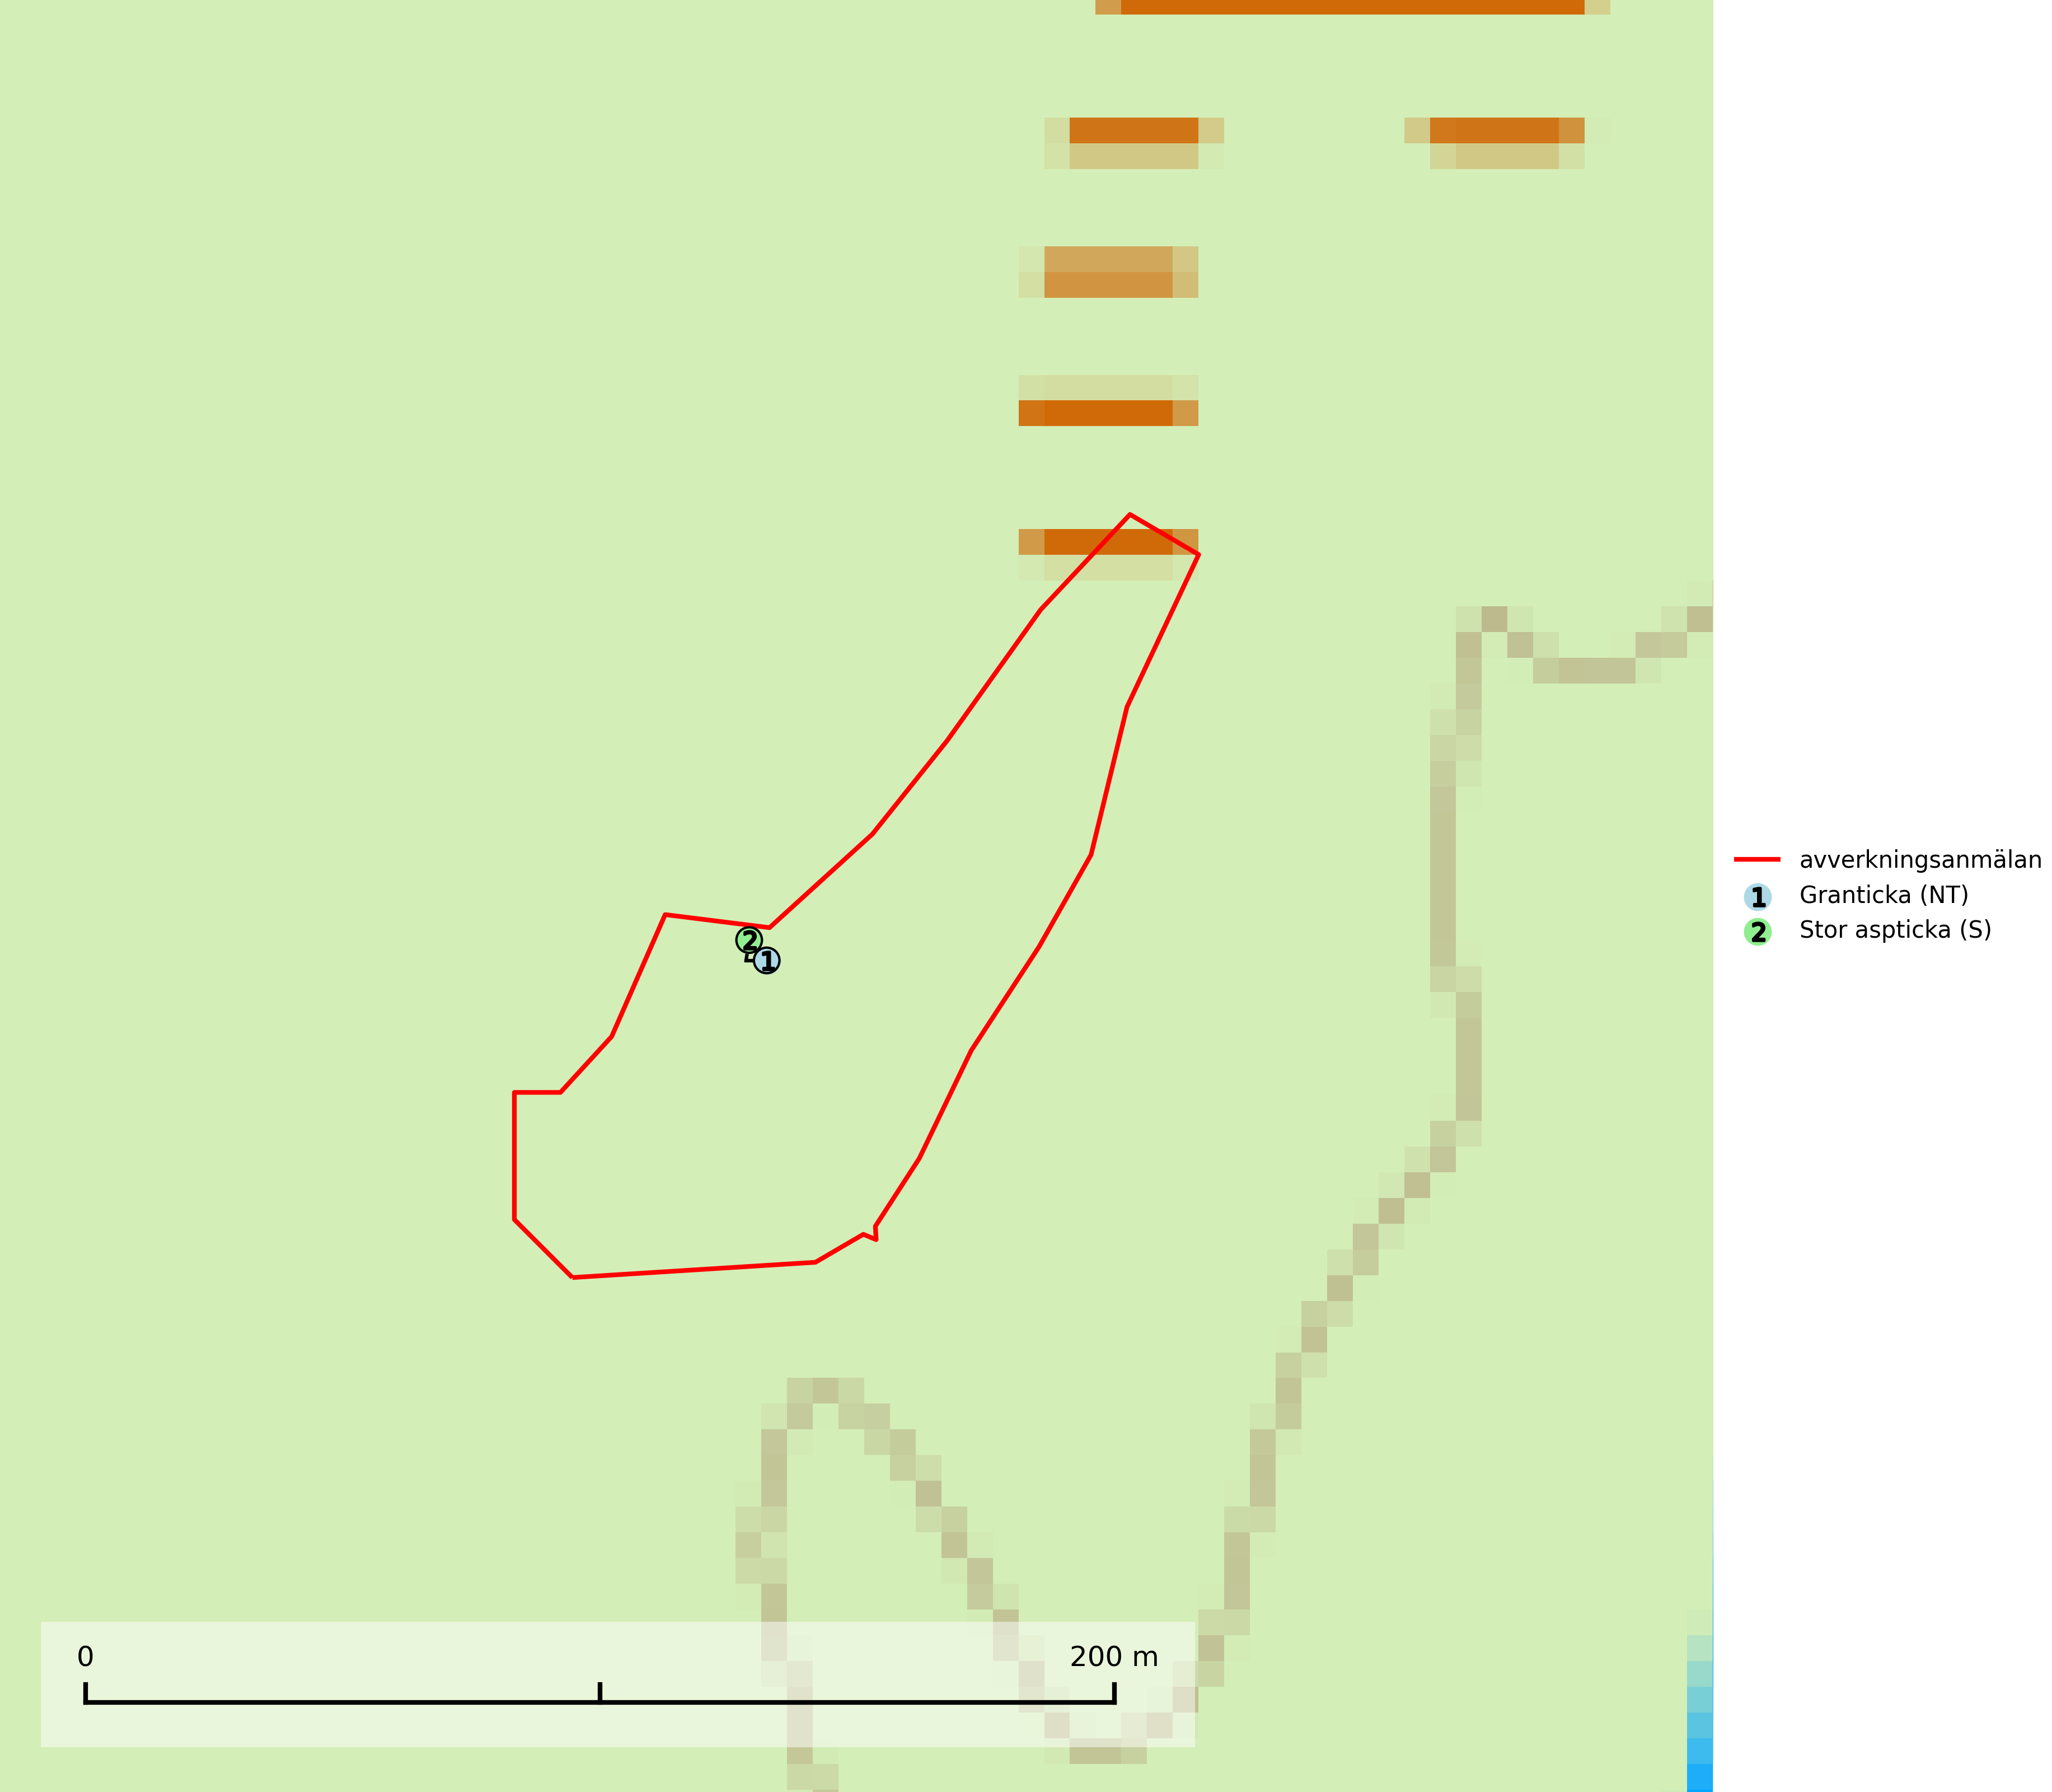 2
1
avverkningsanmälan
1 Granticka (NT)
2 Stor aspticka (S)
0 200 m